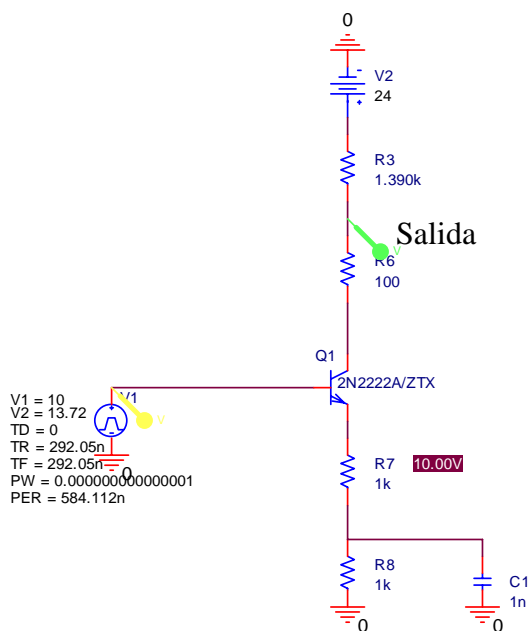 0
V2
24
R3
1.390k
Salida
V
R6
100
Q1
2N2222A/ZTX
V1
V
V1 = 10
V2 = 13.72
TD = 0
TR = 292.05n
TF = 292.05n
PW = 0.000000000000001
PER = 584.112n
0
R7
1k
10.00V
R8
1k
C1
1n
0
0